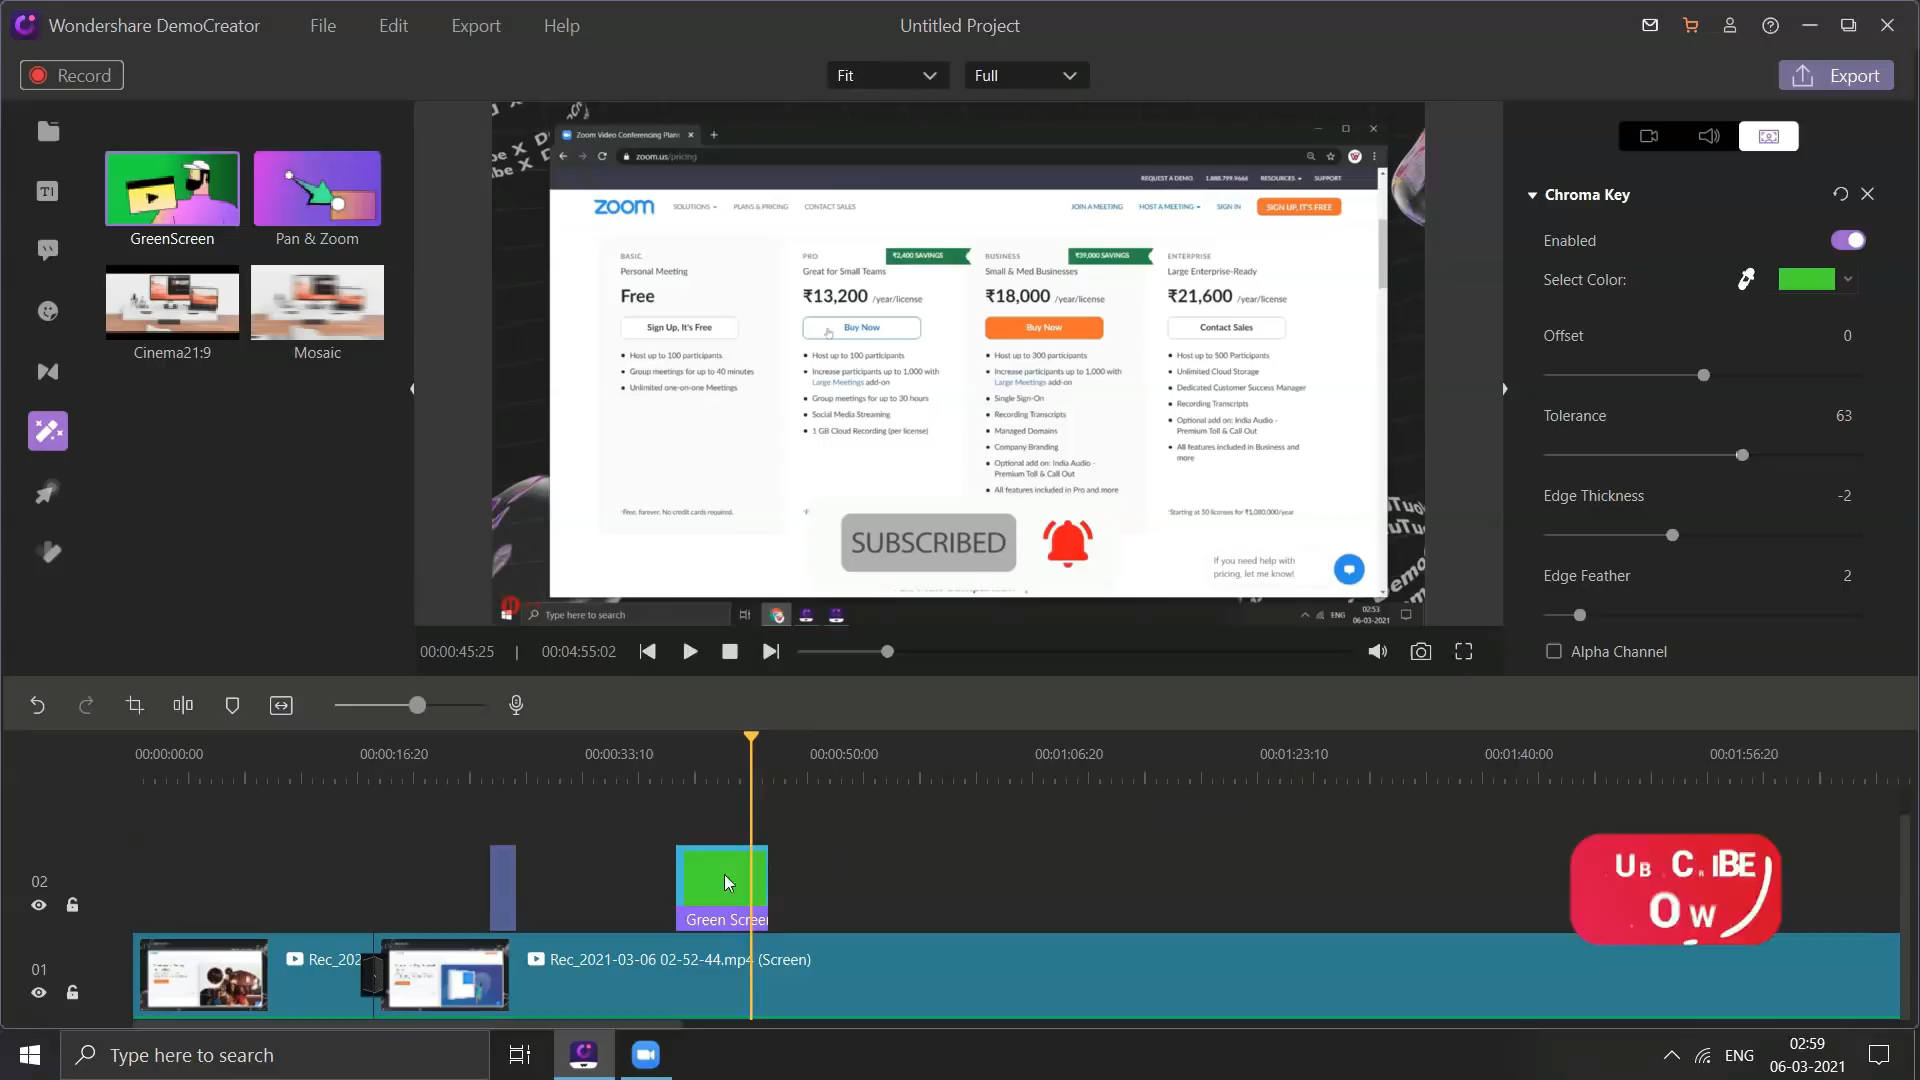 Wondershare DemoCreator
File
Edit
Export
Help
Untitled Project
Record
Fit
Full
Export
GreenScreen
Pan & Zoom
Cinema21:9
Mosaic
Zoom Video Conferencing Plans
zoom.us/pricing
REQUEST A DEMO
1.888.799.9666
RESOURCES
SUPPORT
zoom
SOLUTIONS
PLANS & PRICING
CONTACT SALES
JOIN A MEETING
HOST A MEETING
SIGN IN
SIGN UP, IT'S FREE
BASIC
Personal Meeting
Free
Sign Up, It's Free
Host up to 100 participants
Group meetings for up to 40 minutes
Unlimited one-on-one Meetings
*Free, forever. No credit cards required.
₹2,400 SAVINGS
PRO
Great for Small Teams
₹13,200 /year/license
Buy Now
Host up to 100 participants
Increase participants up to 1,000 with
Large Meetings add-on
Group meetings for up to 30 hours
Social Media Streaming
1 GB Cloud Recording (per license)
₹39,000 SAVINGS
BUSINESS
Small & Med Businesses
₹18,000 /year/license
Buy Now
Host up to 300 participants
Increase participants up to 1,000 with
Large Meetings add-on
Single Sign-On
Recording Transcripts
Managed Domains
Company Branding
Optional add on: India Audio -
Premium Toll & Call Out
All features included in Pro and more
ENTERPRISE
Large Enterprise-Ready
₹21,600 /year/license
Contact Sales
Host up to 500 Participants
Unlimited Cloud Storage
Dedicated Customer Success Manager
Recording Transcripts
Optional add on: India Audio -
Premium Toll & Call Out
All features included in Business and
more
*Starting at 50 licenses for ₹1,080,000/year
SUBSCRIBED
If you need help with
pricing, let me know!
Type here to search
ENG
02:53
06-03-2021
Chroma Key
Enabled
Select Color:
Offset
0
Tolerance
63
Edge Thickness
-2
Edge Feather
2
Alpha Channel
00:00:45:25 | 00:04:55:02
00:00:00:00
00:00:16:20
00:00:33:10
00:00:50:00
00:01:06:20
00:01:23:10
00:01:40:00
00:01:56:20
02
Green Scree
01
Rec_202
Rec_2021-03-06 02-52-44.mp4 (Screen)
UB C IBE
OW
Type here to search
ENG
02:59
06-03-2021